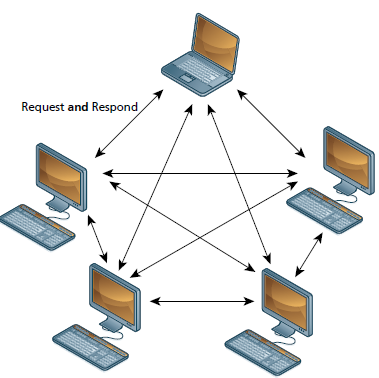 Request and Respond